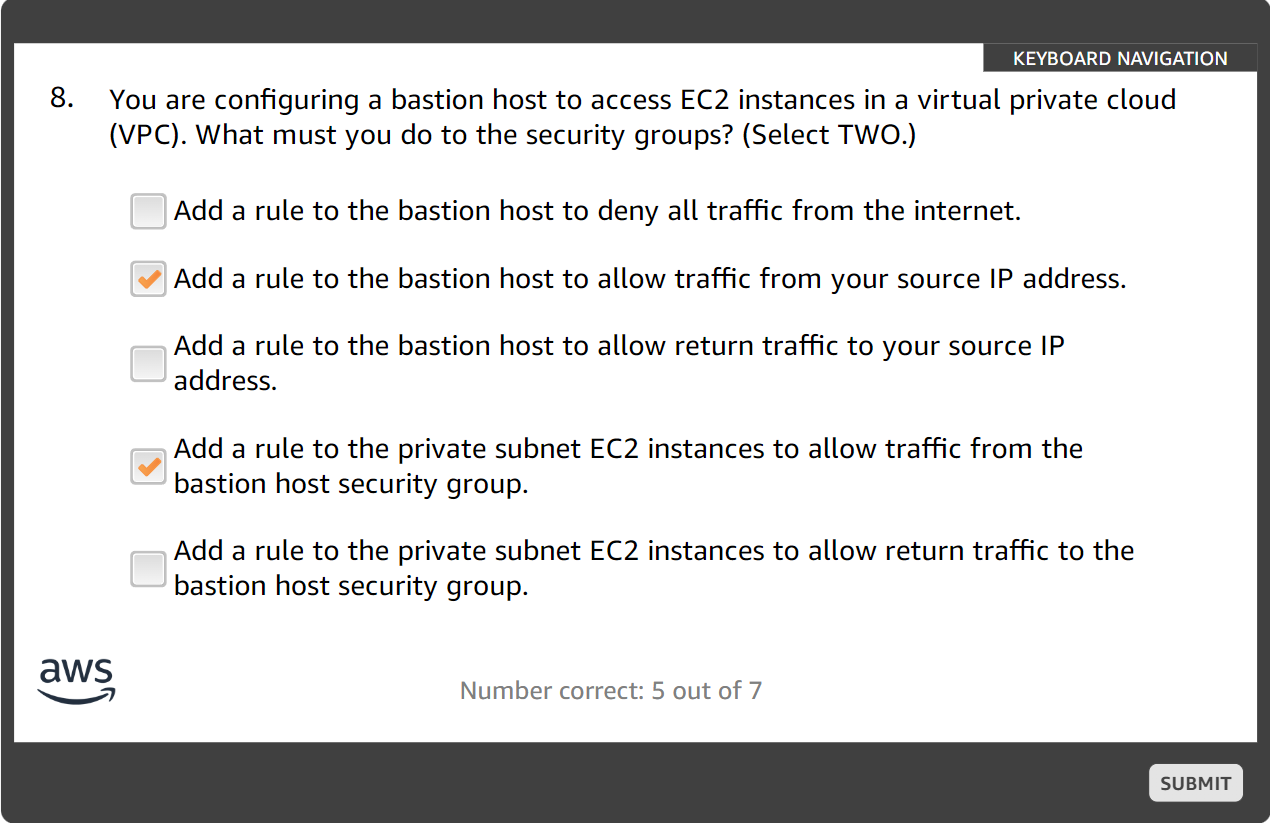 KEYBOARD NAVIGATION
8. You are configuring a bastion host to access EC2 instances in a virtual private cloud
(VPC). What must you do to the security groups? (Select TWO.)
Add a rule to the bastion host to deny all traffic from the internet.
Add a rule to the bastion host to allow traffic from your source IP address.
Add a rule to the bastion host to allow return traffic to your source IP
address.
Add a rule to the private subnet EC2 instances to allow traffic from the
bastion host security group.
Add a rule to the private subnet EC2 instances to allow return traffic to the
bastion host security group.
aws
Number correct: 5 out of 7
SUBMIT